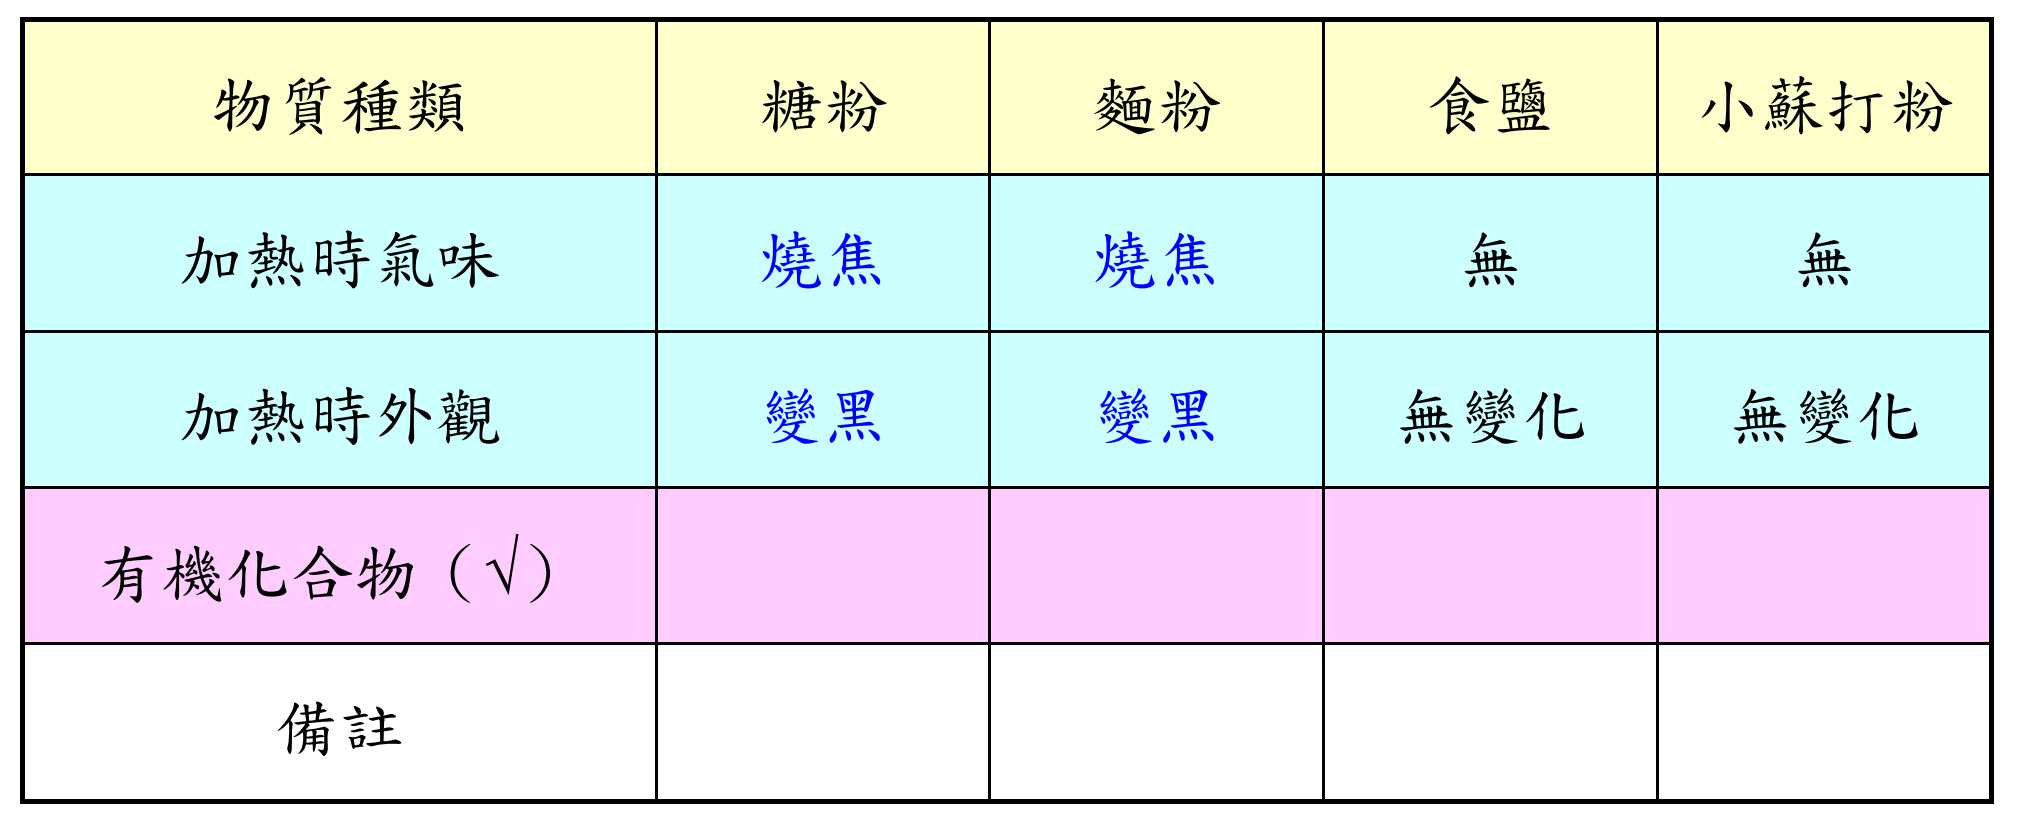 物質種類 糖粉 麵粉 食鹽 小蘇打粉
加熱時氣味 燒焦 燒焦 無 無
加熱時外觀 變黑 變黑 無變化 無變化
有機化合物（√）
備註